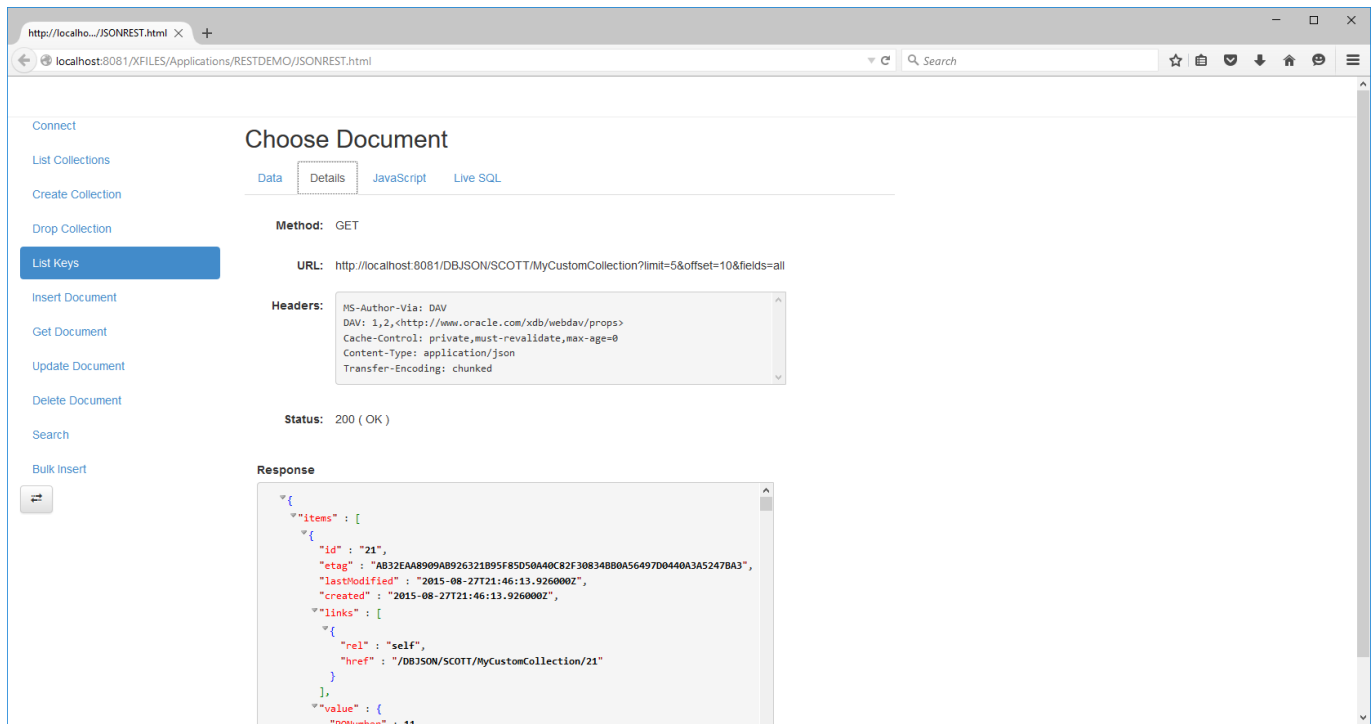 http://localho.../JSONREST.html
localhost:8081/XFILES/Applications/RESTDEMO/JSONREST.html
Search
Connect
List Collections
Create Collection
Drop Collection
List Keys
Insert Document
Get Document
Update Document
Delete Document
Search
Bulk Insert
Choose Document
Data Details JavaScript Live SQL
Method: GET
URL: http://localhost:8081/DBJSON/SCOTT/MyCustomCollection?limit=5&offset=10&fields=all
Headers:
MS-Author-Via: DAV
DAV: 1,2,<http://www.oracle.com/xdb/webdav/props>
Cache-Control: private,must-revalidate,max-age=0
Content-Type: application/json
Transfer-Encoding: chunked
Status: 200 ( OK )
Response
{
"items" : [
{
"id" : "21",
"etag" : "AB32EAA8909AB926321B95F85D50A40C82F30834BB0A56497D0440A3A5247BA3",
"lastModified" : "2015-08-27T21:46:13.926000Z",
"created" : "2015-08-27T21:46:13.926000Z",
"links" : [
{
"rel" : "self",
"href" : "/DBJSON/SCOTT/MyCustomCollection/21"
}
],
"value" : {
"PONumber" : 11,